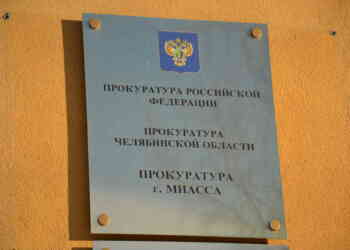 ПРОКУРАТУРА РОССИЙСКОЙ
ФЕДЕРАЦИИ
ПРОКУРАТУРА
ЧЕЛЯБИНСКОЙ ОБЛАСТИ
ПРОКУРАТУРА
г. МИАССА